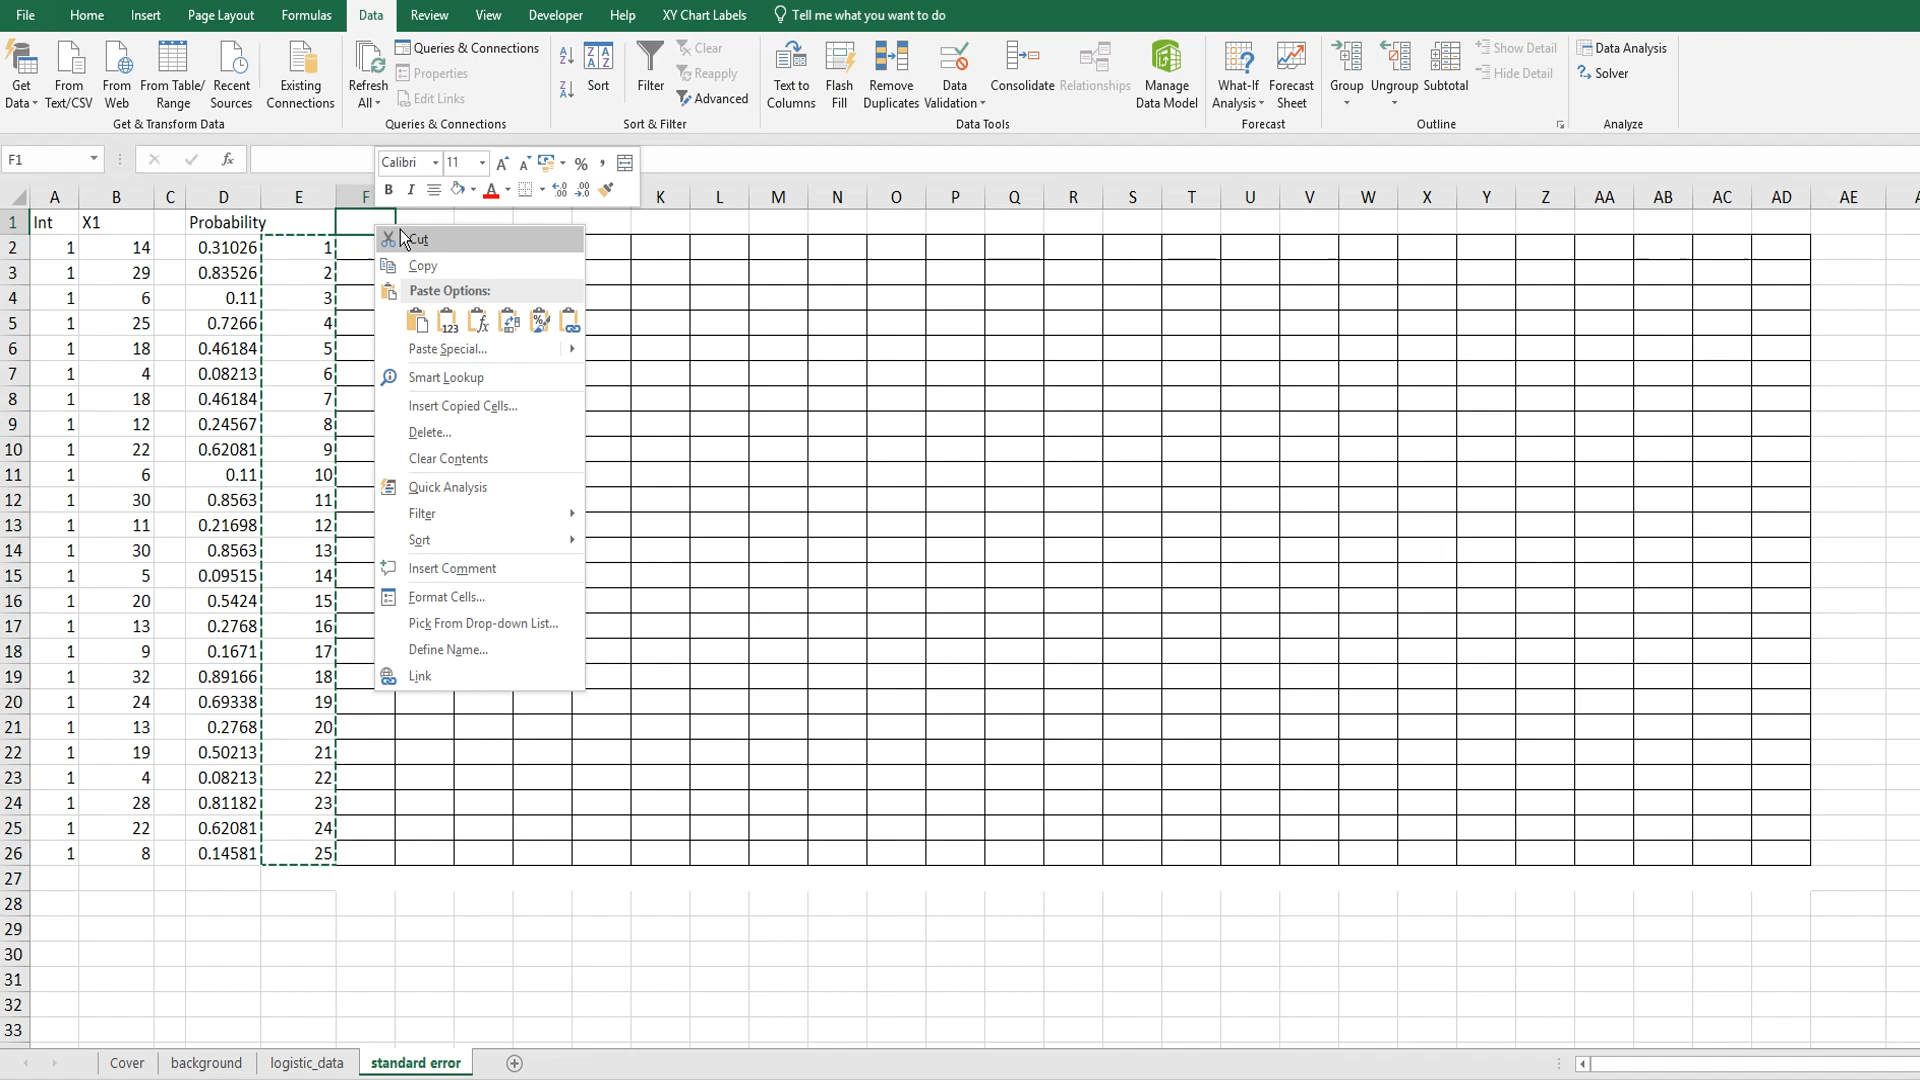 File Home Insert Page Layout Formulas Data Review View Developer Help XY Chart Labels Tell me what you want to do
Get Data From Text/CSV From Web From Table/ Range Recent Sources Existing Connections
Get & Transform Data
Refresh All Queries & Connections Properties Edit Links
Queries & Connections
Sort Filter Clear Reapply Advanced
Sort & Filter
Text to Columns Flash Fill Remove Duplicates Data Validation Consolidate Relationships Manage Data Model
Data Tools
What-If Analysis Forecast Sheet
Forecast
Group Ungroup Subtotal Show Detail Hide Detail
Outline
Data Analysis Solver
Analyze
F1 fx
Calibri 11 A A % ,
B I A
A B C D E F K L M N O P Q R S T U V W X Y Z AA AB AC AD AE
1 Int X1 Probability
2 1 14 0.31026 1
3 1 29 0.83526 2
4 1 6 0.11 3
5 1 25 0.7266 4
6 1 18 0.46184 5
7 1 4 0.08213 6
8 1 18 0.46184 7
9 1 12 0.24567 8
10 1 22 0.62081 9
11 1 6 0.11 10
12 1 30 0.8563 11
13 1 11 0.21698 12
14 1 30 0.8563 13
15 1 5 0.09515 14
16 1 20 0.5424 15
17 1 13 0.2768 16
18 1 9 0.1671 17
19 1 32 0.89166 18
20 1 24 0.69338 19
21 1 13 0.2768 20
22 1 19 0.50213 21
23 1 4 0.08213 22
24 1 28 0.81182 23
25 1 22 0.62081 24
26 1 8 0.14581 25
27
28
29
30
31
32
33
Cut
Copy
Paste Options:
Paste Special...
Smart Lookup
Insert Copied Cells...
Delete...
Clear Contents
Quick Analysis
Filter
Sort
Insert Comment
Format Cells...
Pick From Drop-down List...
Define Name...
Link
Cover background logistic_data standard error